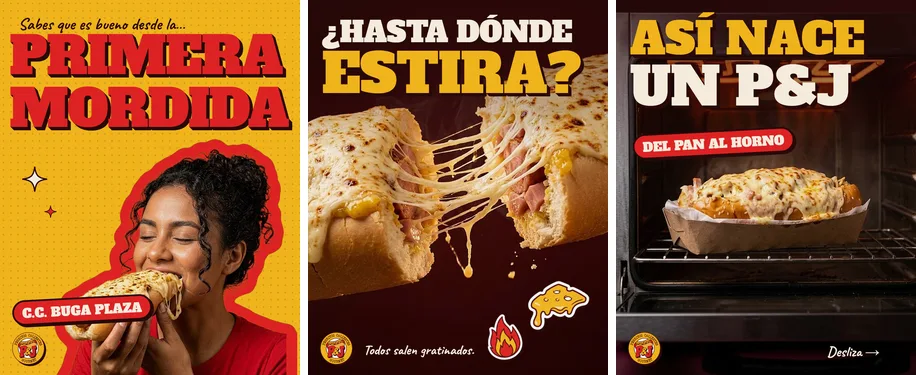 Sabes que es bueno desde la...
PRIMERA
MORDIDA
C.C. BUGA PLAZA
¿HASTA DÓNDE
ESTIRA?
Todos salen gratinados.
ASÍ NACE
UN P&J
DEL PAN AL HORNO
Desliza →